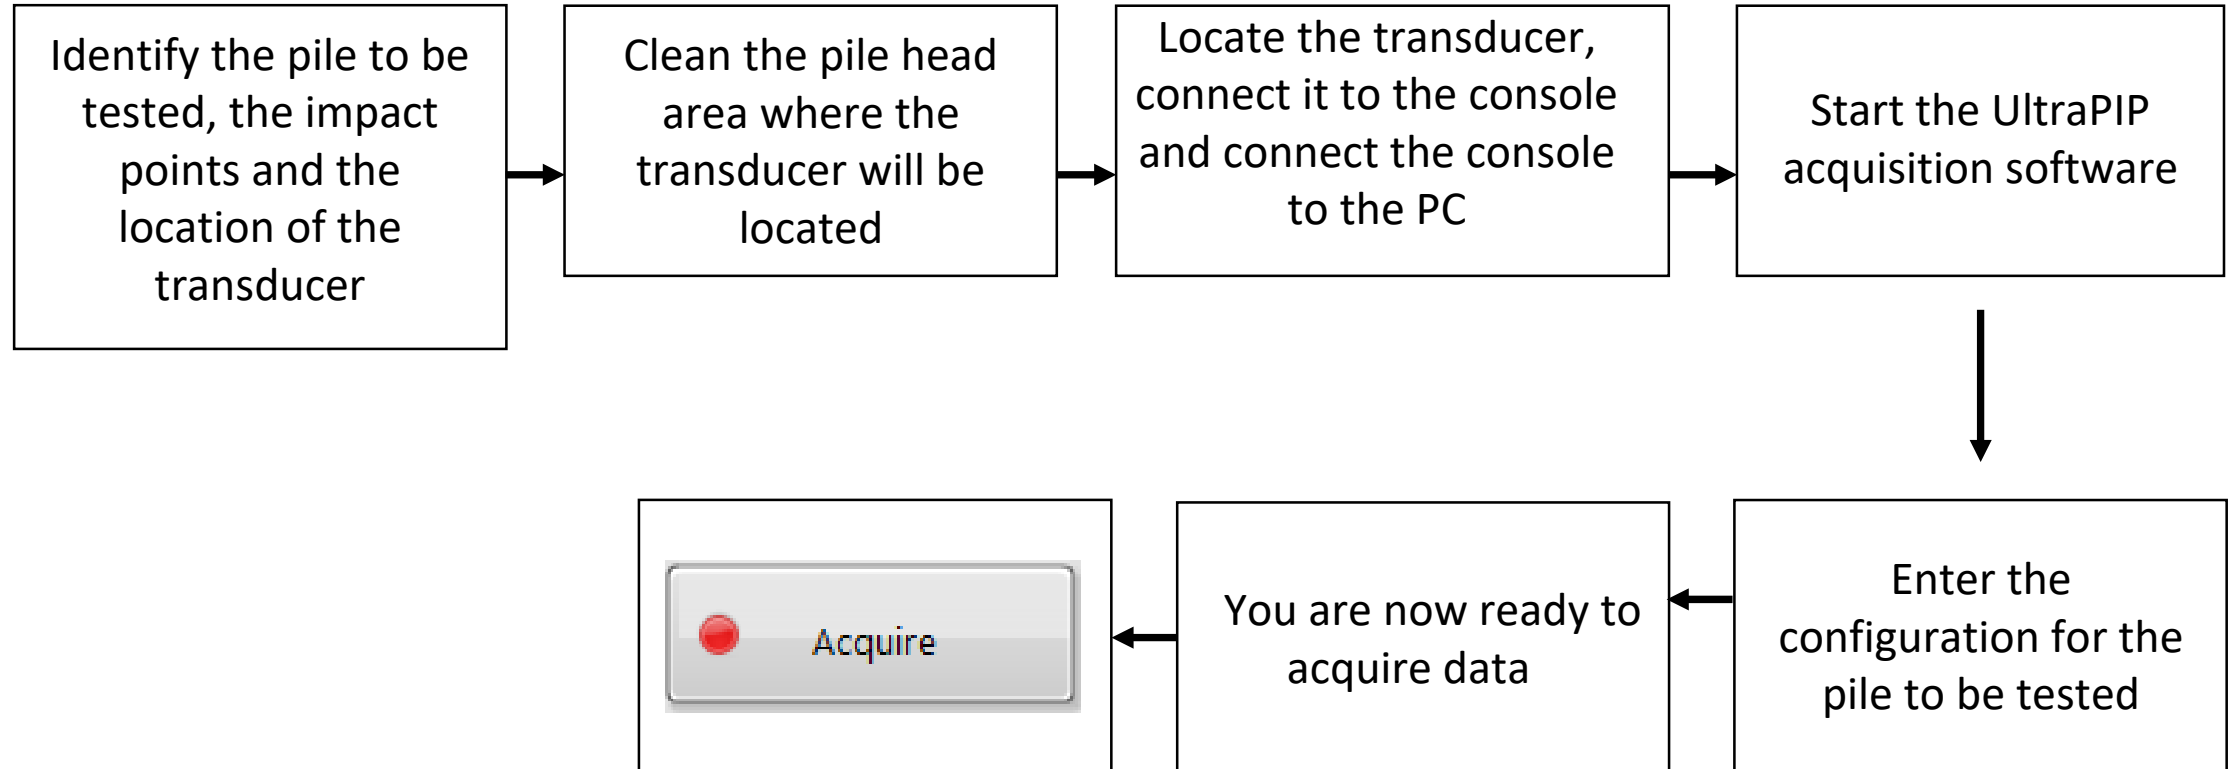 Identify the pile to be
tested, the impact
points and the
location of the
transducer
Clean the pile head
area where the
transducer will be
located
Locate the transducer,
connect it to the console
and connect the console
to the PC
Start the UltraPIP
acquisition software
Enter the
configuration for the
pile to be tested
You are now ready to
acquire data
Acquire